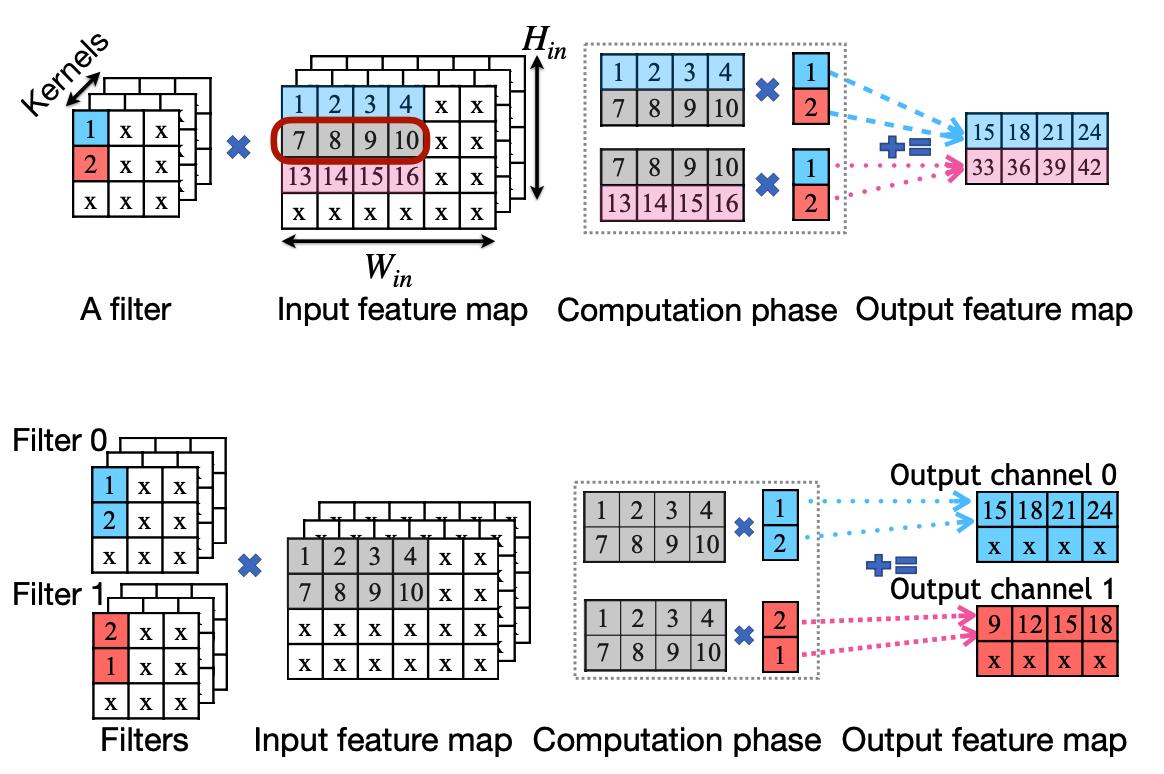 Kernels
1 x x
2 x x
x x x
A filter
H_in
1 2 3 4 x x
7 8 9 10 x x
13 14 15 16 x x
x x x x x x
W_in
Input feature map
1 2 3 4
7 8 9 10
1
2
7 8 9 10
13 14 15 16
1
2
Computation phase
+=
15 18 21 24
33 36 39 42
Output feature map
Filter 0
1 x x
2 x x
x x x
Filter 1
2 x x
1 x x
x x x
Filters
1 2 3 4 x x
7 8 9 10 x x
x x x x x x
x x x x x x
Input feature map
1 2 3 4
7 8 9 10
1
2
1 2 3 4
7 8 9 10
2
1
Computation phase
+=
Output channel 0
15 18 21 24
x x x x
Output channel 1
9 12 15 18
x x x x
Output feature map